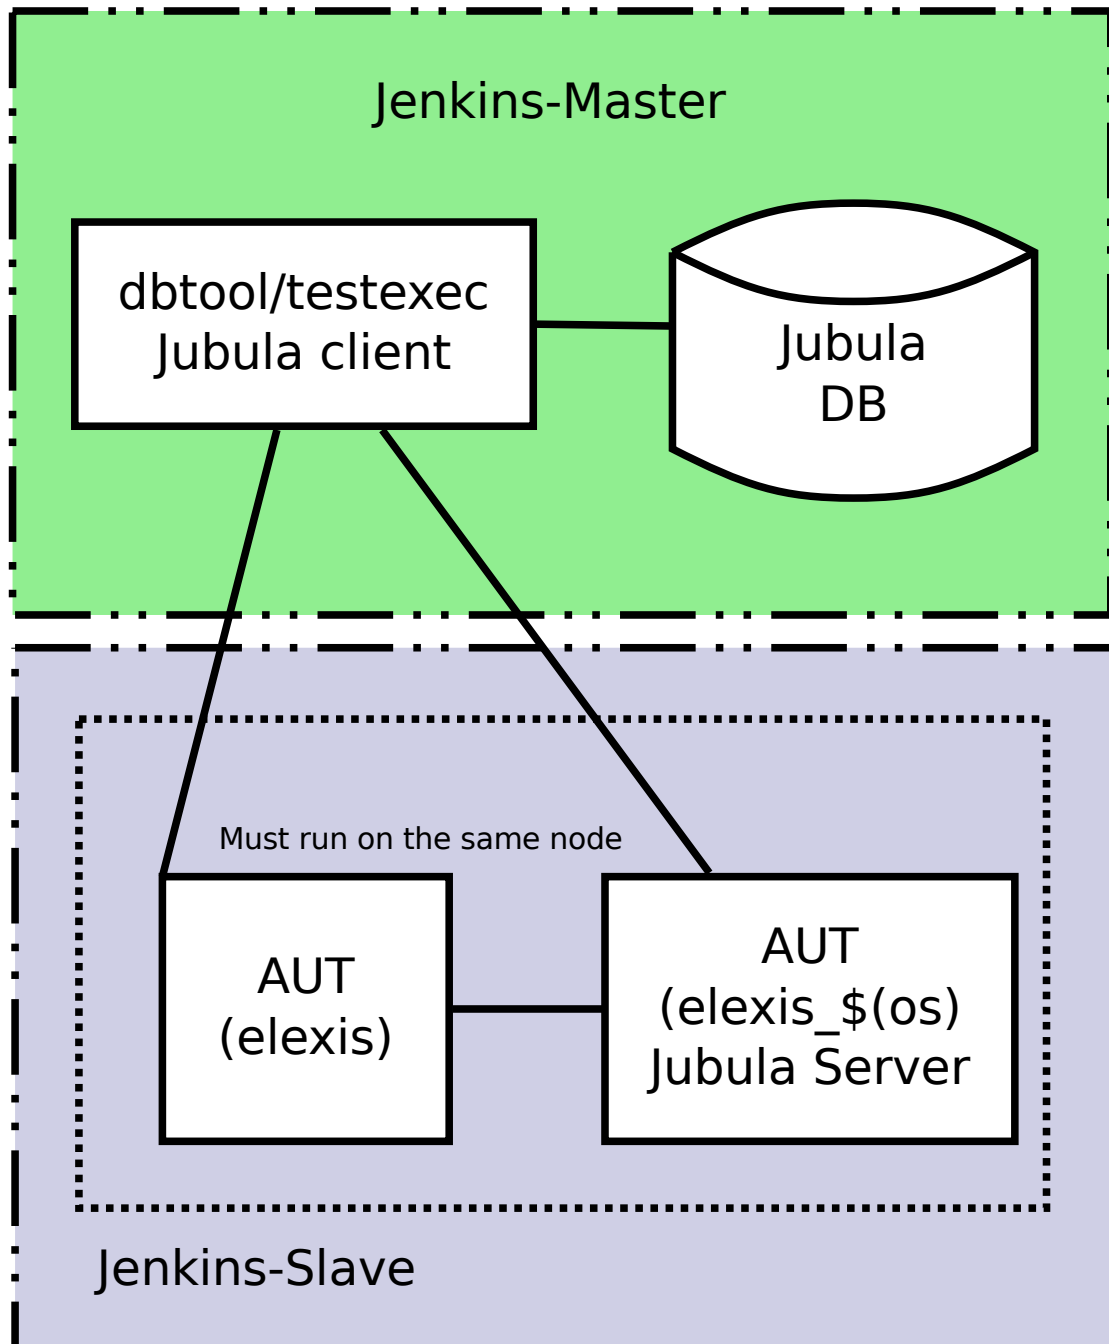 Jenkins-Master
dbtool/testexec
Jubula client
Jubula
DB
Must run on the same node
AUT
(elexis)
AUT
(elexis_$(os)
Jubula Server
Jenkins-Slave